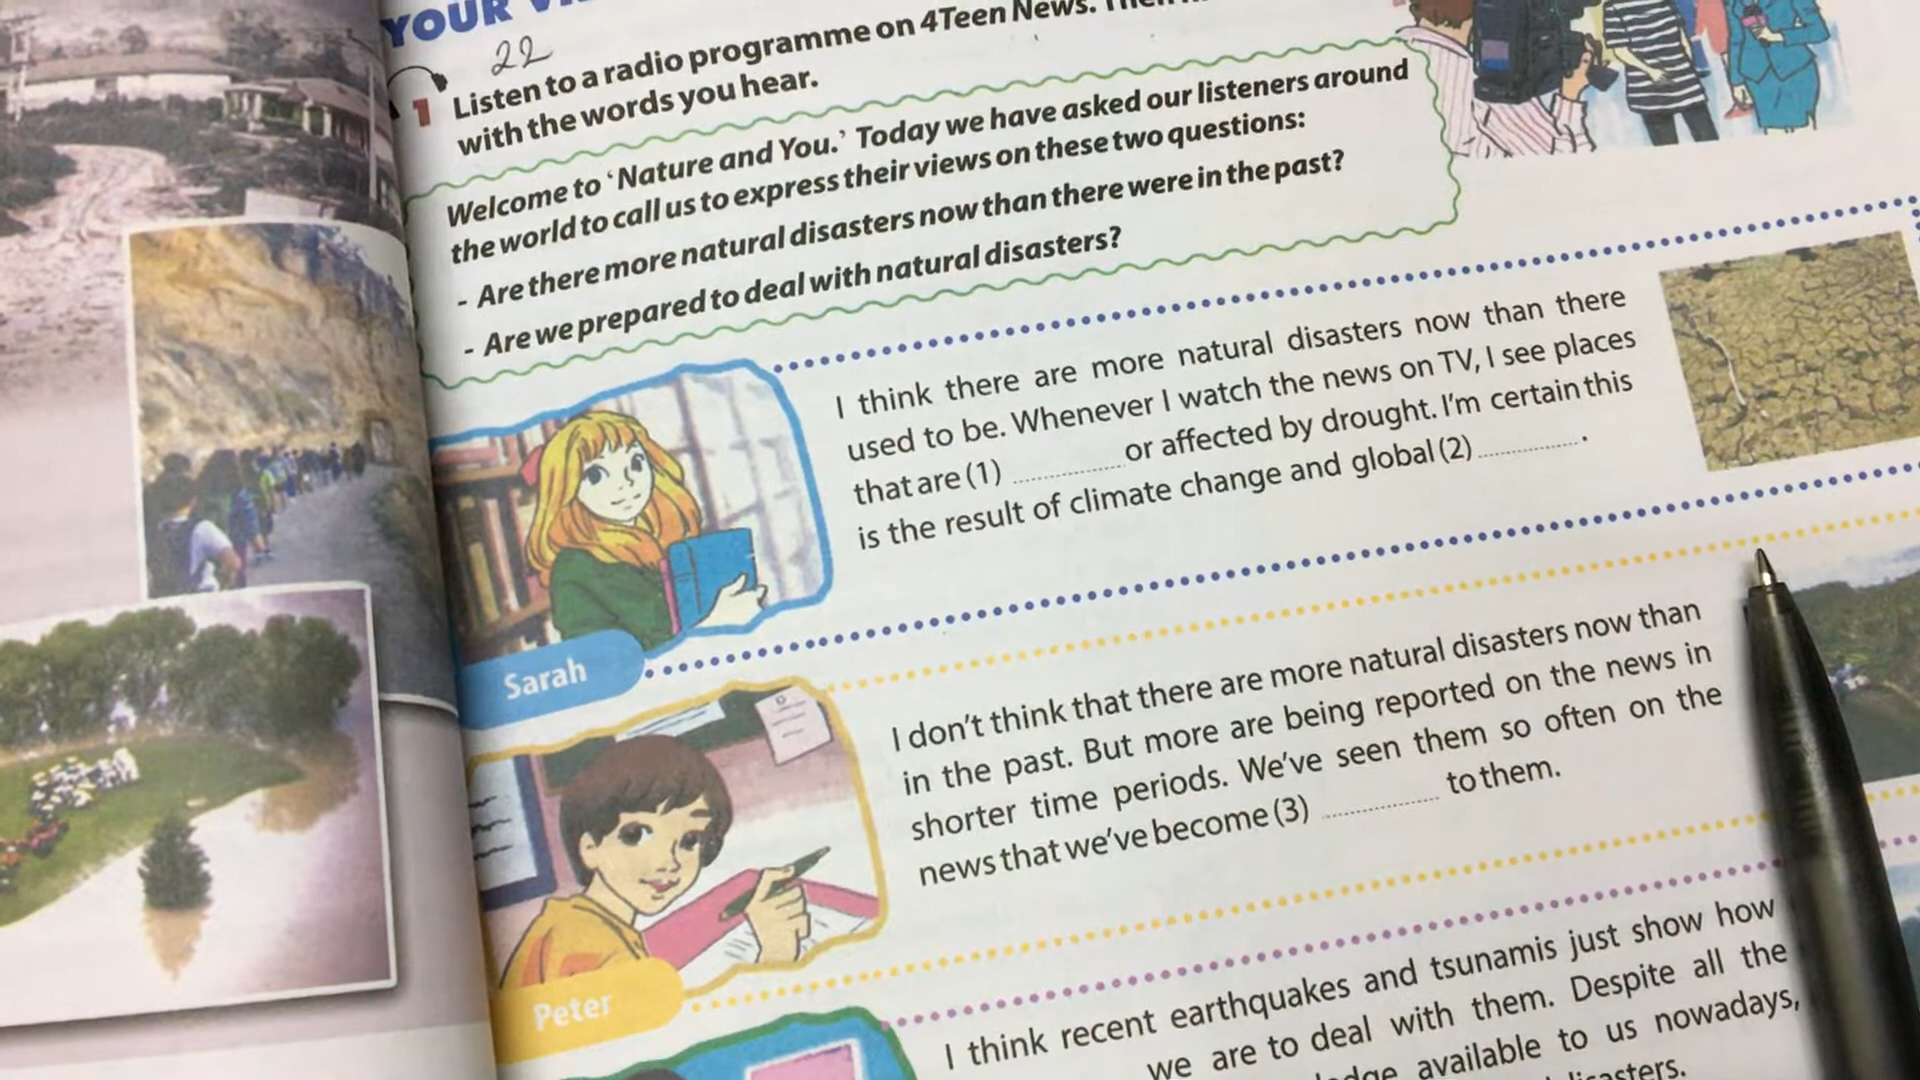 YOUR
22
1 Listen to a radio programme on 4Teen News.
with the words you hear.
Welcome to ‘Nature and You.’ Today we have asked our listeners around
the world to call us to express their views on these two questions:
- Are there more natural disasters now than there were in the past?
- Are we prepared to deal with natural disasters?
I think there are more natural disasters now than there
used to be. Whenever I watch the news on TV, I see places
that are (1) .............. or affected by drought. I’m certain this
is the result of climate change and global (2) .............. .
Sarah
I don’t think that there are more natural disasters now than
in the past. But more are being reported on the news in
shorter time periods. We’ve seen them so often on the
news that we’ve become (3) .............. to them.
Peter
I think recent earthquakes and tsunamis just show how
we are to deal with them. Despite all the
available to us nowadays,